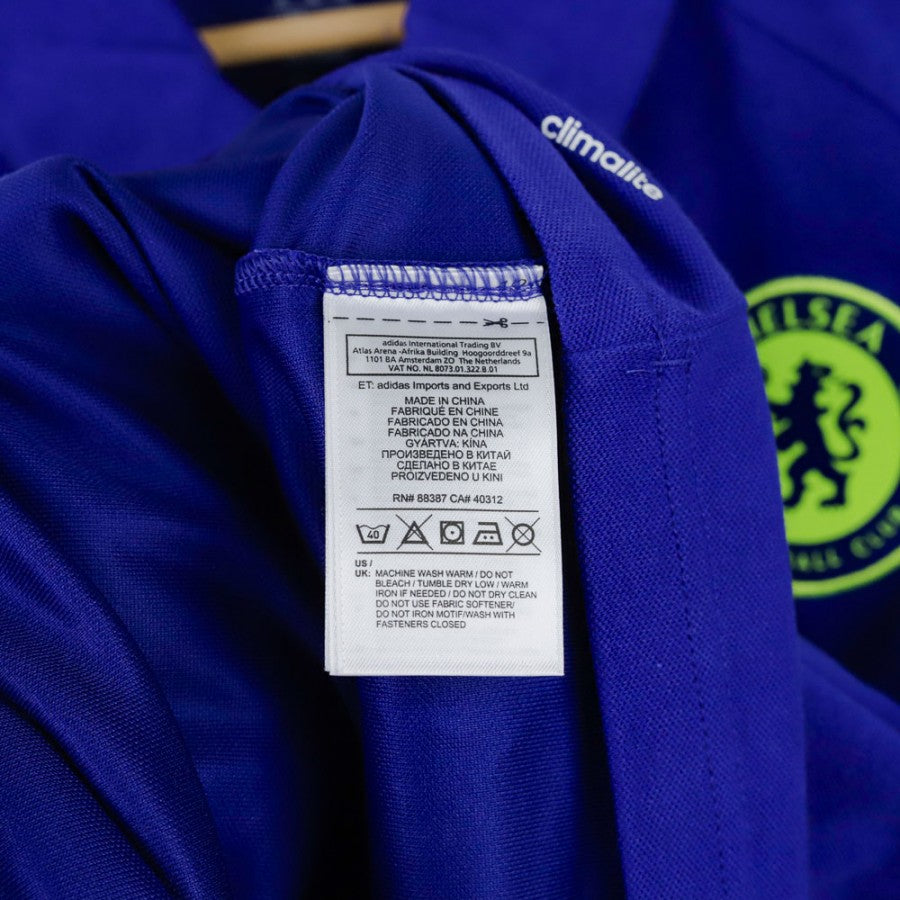 climalite
adidas International Trading BV
Atlas Arena -Afrika Building Hoogoorddreef 9a
1101 BA Amsterdam ZO The Netherlands
VAT NO. NL 8073.01.322.B.01
ET: adidas Imports and Exports Ltd
MADE IN CHINA
FABRIQUÉ EN CHINE
FABRICADO EN CHINA
FABRICADO NA CHINA
GYÁRTVA: KÍNA
ПРОИЗВЕДЕНО В КИТАЙ
СДЕЛАНО В КИТАЕ
PROIZVEDENO U KINI
RN# 88387 CA# 40312
40
US /
UK: MACHINE WASH WARM / DO NOT
BLEACH / TUMBLE DRY LOW / WARM
IRON IF NEEDED / DO NOT DRY CLEAN
DO NOT USE FABRIC SOFTENER/
DO NOT IRON MOTIF/WASH WITH
FASTENERS CLOSED
HELSEA
ALL CLUB